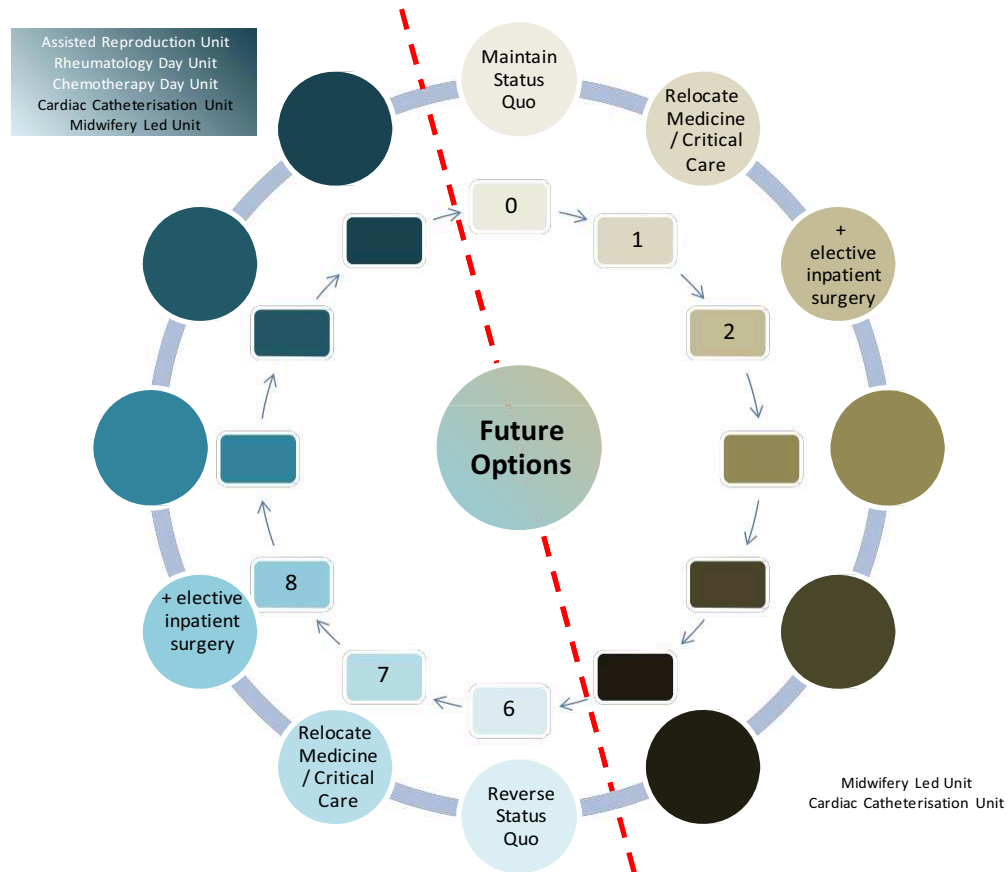 Assisted Reproduction Unit
Rheumatology Day Unit
Chemotherapy Day Unit
Cardiac Catheterisation Unit
Midwifery Led Unit
Maintain
Status
Quo
Relocate
Medicine
/ Critical
Care
+
elective
inpatient
surgery
0
1
2
Future
Options
8
7
6
+ elective
inpatient
surgery
Relocate
Medicine
/ Critical
Care
Reverse
Status
Quo
Midwifery Led Unit
Cardiac Catheterisation Unit